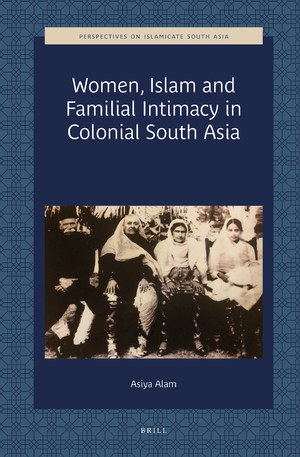 PERSPECTIVES ON ISLAMICATE SOUTH ASIA
Women, Islam and
Familial Intimacy in
Colonial South Asia
Asiya Alam
BRILL